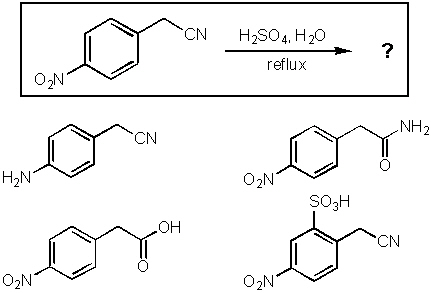 CN
H₂SO₄, H₂O
reflux
?
O₂N
CN
H₂N
NH₂
O
O₂N
OH
O
O₂N
SO₃H
CN
O₂N